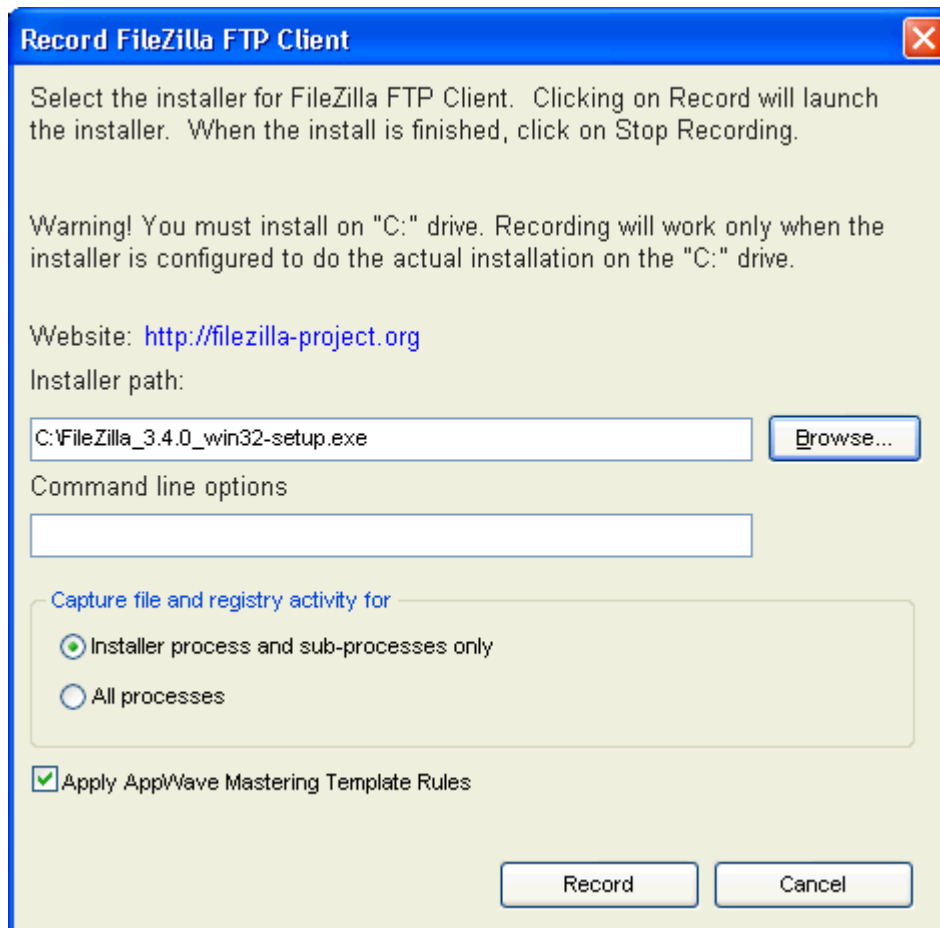 Record FileZilla FTP Client
Select the installer for FileZilla FTP Client.  Clicking on Record will launch
the installer.  When the install is finished, click on Stop Recording.
Warning! You must install on "C:" drive. Recording will work only when the
installer is configured to do the actual installation on the "C:" drive.
Website: http://filezilla-project.org
Installer path:
C:\FileZilla_3.4.0_win32-setup.exe
Browse...
Command line options
Capture file and registry activity for
Installer process and sub-processes only
All processes
Apply AppWave Mastering Template Rules
Record
Cancel